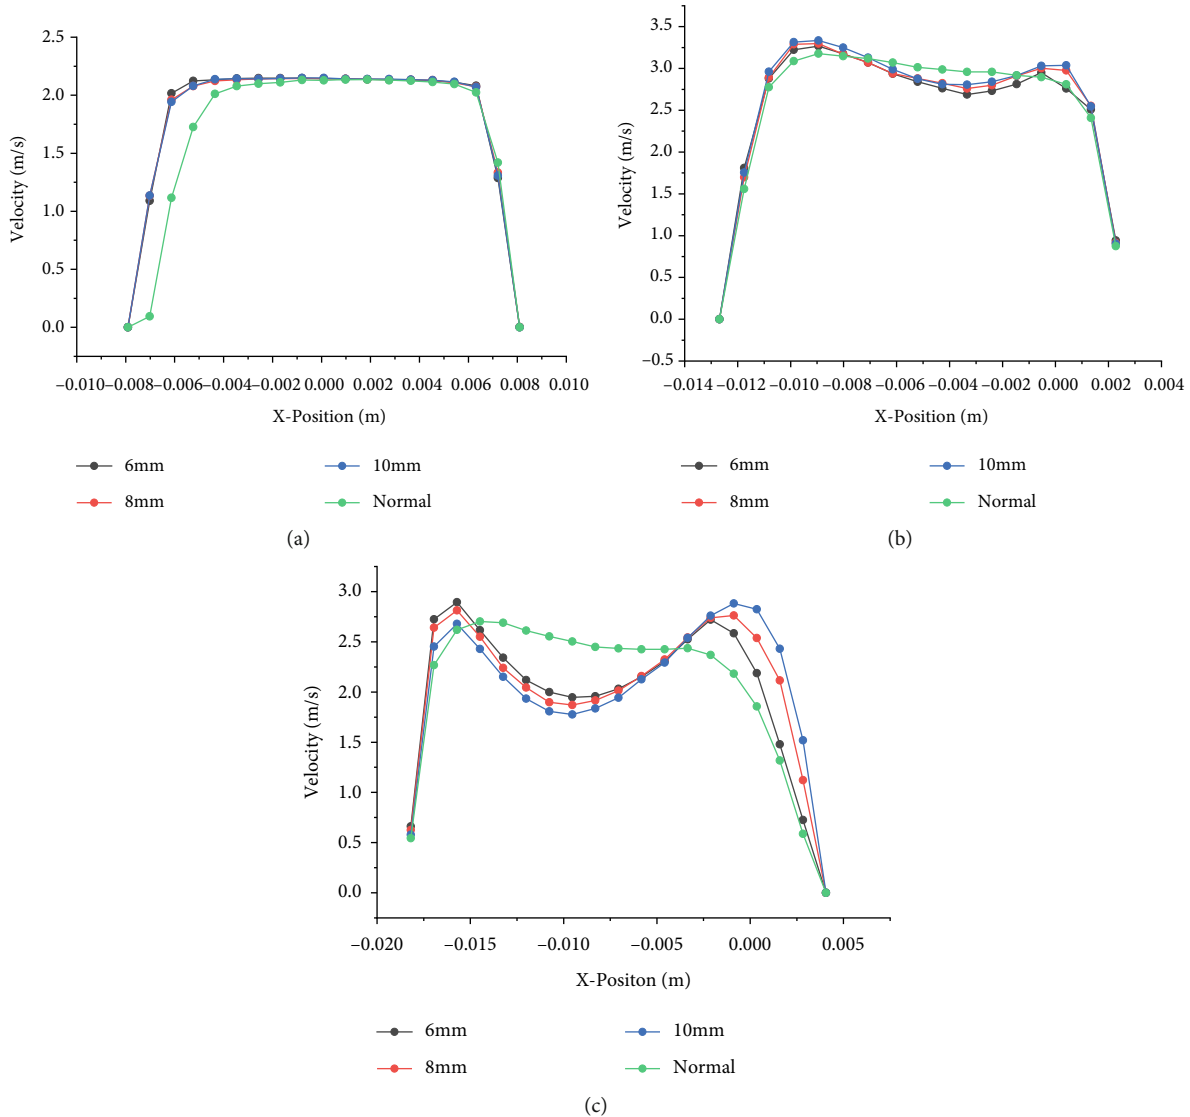 2.5
2.0
1.5
1.0
0.5
0.0
Velocity (m/s)
−0.010 −0.008 −0.006 −0.004 −0.002 0.000 0.002 0.004 0.006 0.008 0.010
X-Position (m)
6mm 10mm
8mm Normal
(a)
3.5
3.0
2.5
2.0
1.5
1.0
0.5
0.0
−0.5
Velocity (m/s)
−0.014 −0.012 −0.010 −0.008 −0.006 −0.004 −0.002 0.000 0.002 0.004
X-Position (m)
6mm 10mm
8mm Normal
(b)
3.0
2.5
2.0
1.5
1.0
0.5
0.0
Velocity (m/s)
−0.020 −0.015 −0.010 −0.005 0.000 0.005
X-Positon (m)
6mm 10mm
8mm Normal
(c)